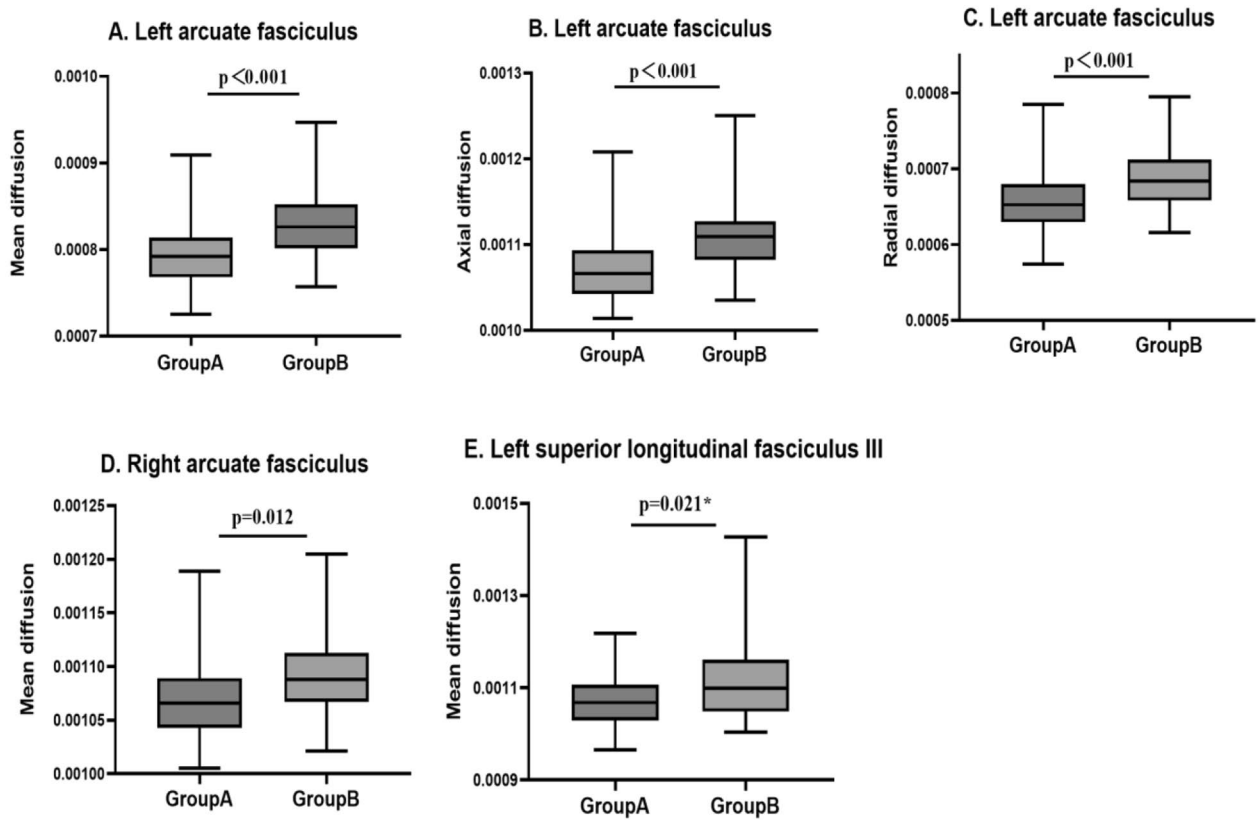 A. Left arcuate fasciculus
p<0.001
Mean diffusion
0.0010
0.0009
0.0008
0.0007
GroupA GroupB
B. Left arcuate fasciculus
p<0.001
Axial diffusion
0.0013
0.0012
0.0011
0.0010
GroupA GroupB
C. Left arcuate fasciculus
p<0.001
Radial diffusion
0.0008
0.0007
0.0006
0.0005
GroupA GroupB
D. Right arcuate fasciculus
p=0.012
Mean diffusion
0.00125
0.00120
0.00115
0.00110
0.00105
0.00100
GroupA GroupB
E. Left superior longitudinal fasciculus III
p=0.021*
Mean diffusion
0.0015
0.0013
0.0011
0.0009
GroupA GroupB